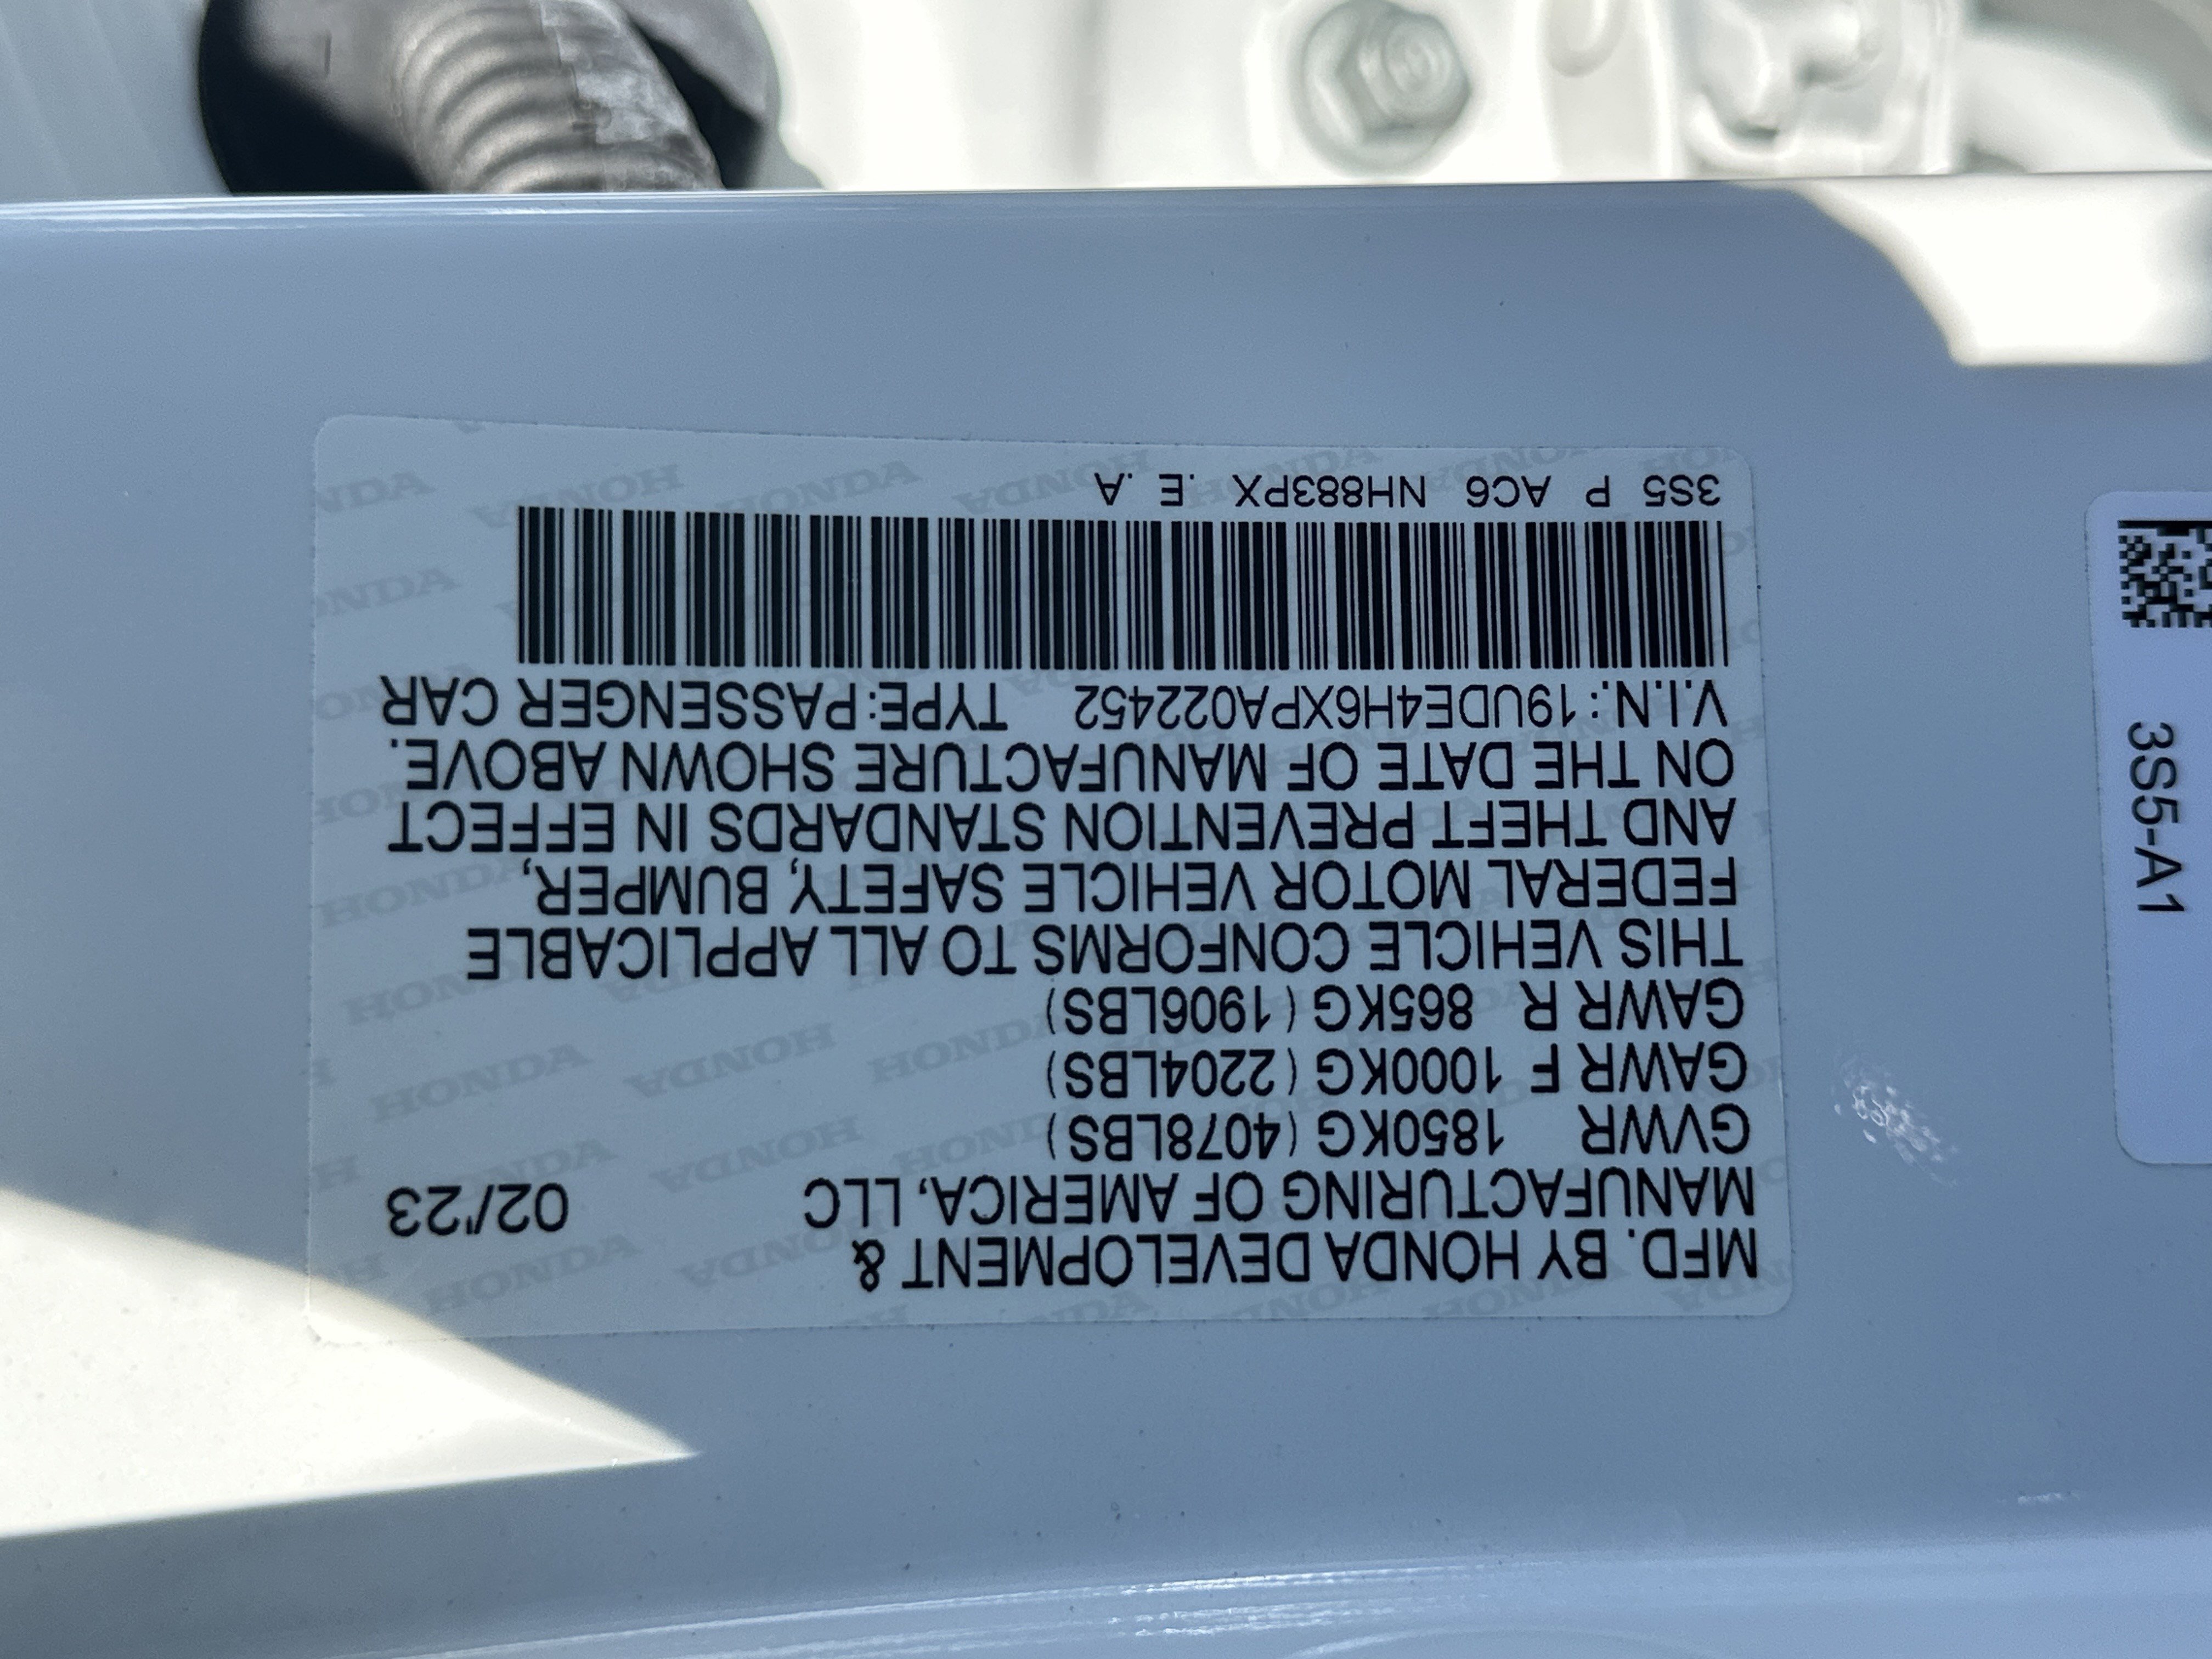 MFD. BY HONDA DEVELOPMENT &
MANUFACTURING OF AMERICA, LLC 02/'23
GVWR 1850KG (4078LBS)
GAWR F 1000KG (2204LBS)
GAWR R 865KG (1906LBS)
THIS VEHICLE CONFORMS TO ALL APPLICABLE
FEDERAL MOTOR VEHICLE SAFETY, BUMPER,
AND THEFT PREVENTION STANDARDS IN EFFECT
ON THE DATE OF MANUFACTURE SHOWN ABOVE.
V.I.N.: 19UDE4H6XPA022452 TYPE: PASSENGER CAR
3S5 P AC6 NH883PX .E .A
3S5-A1